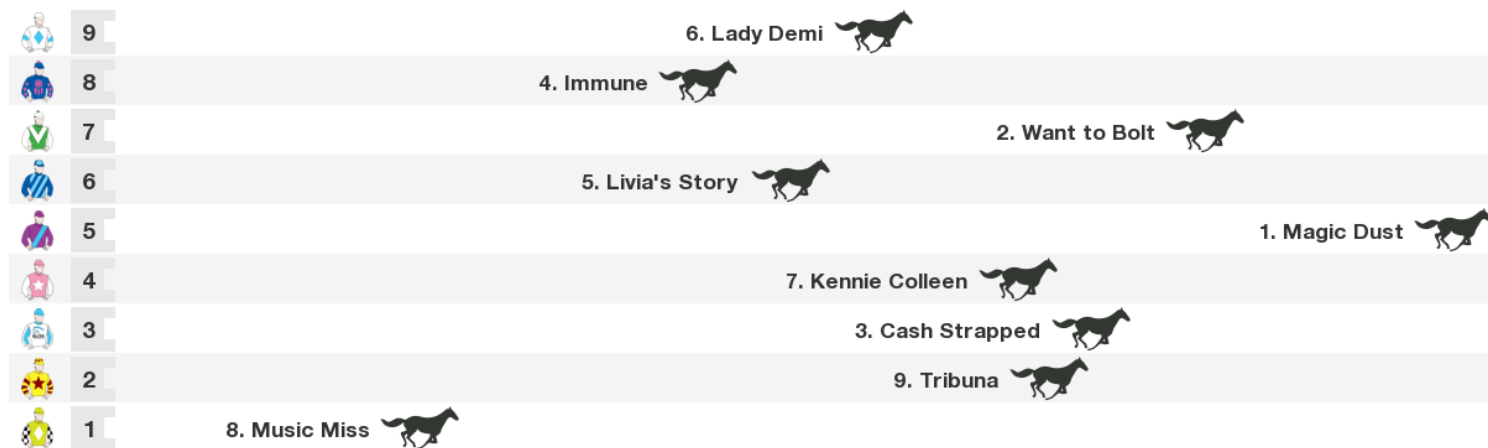 9 6. Lady Demi
8 4. Immune
7 2. Want to Bolt
6 5. Livia's Story
5 1. Magic Dust
4 7. Kennie Colleen
3 3. Cash Strapped
2 9. Tribuna
1 8. Music Miss